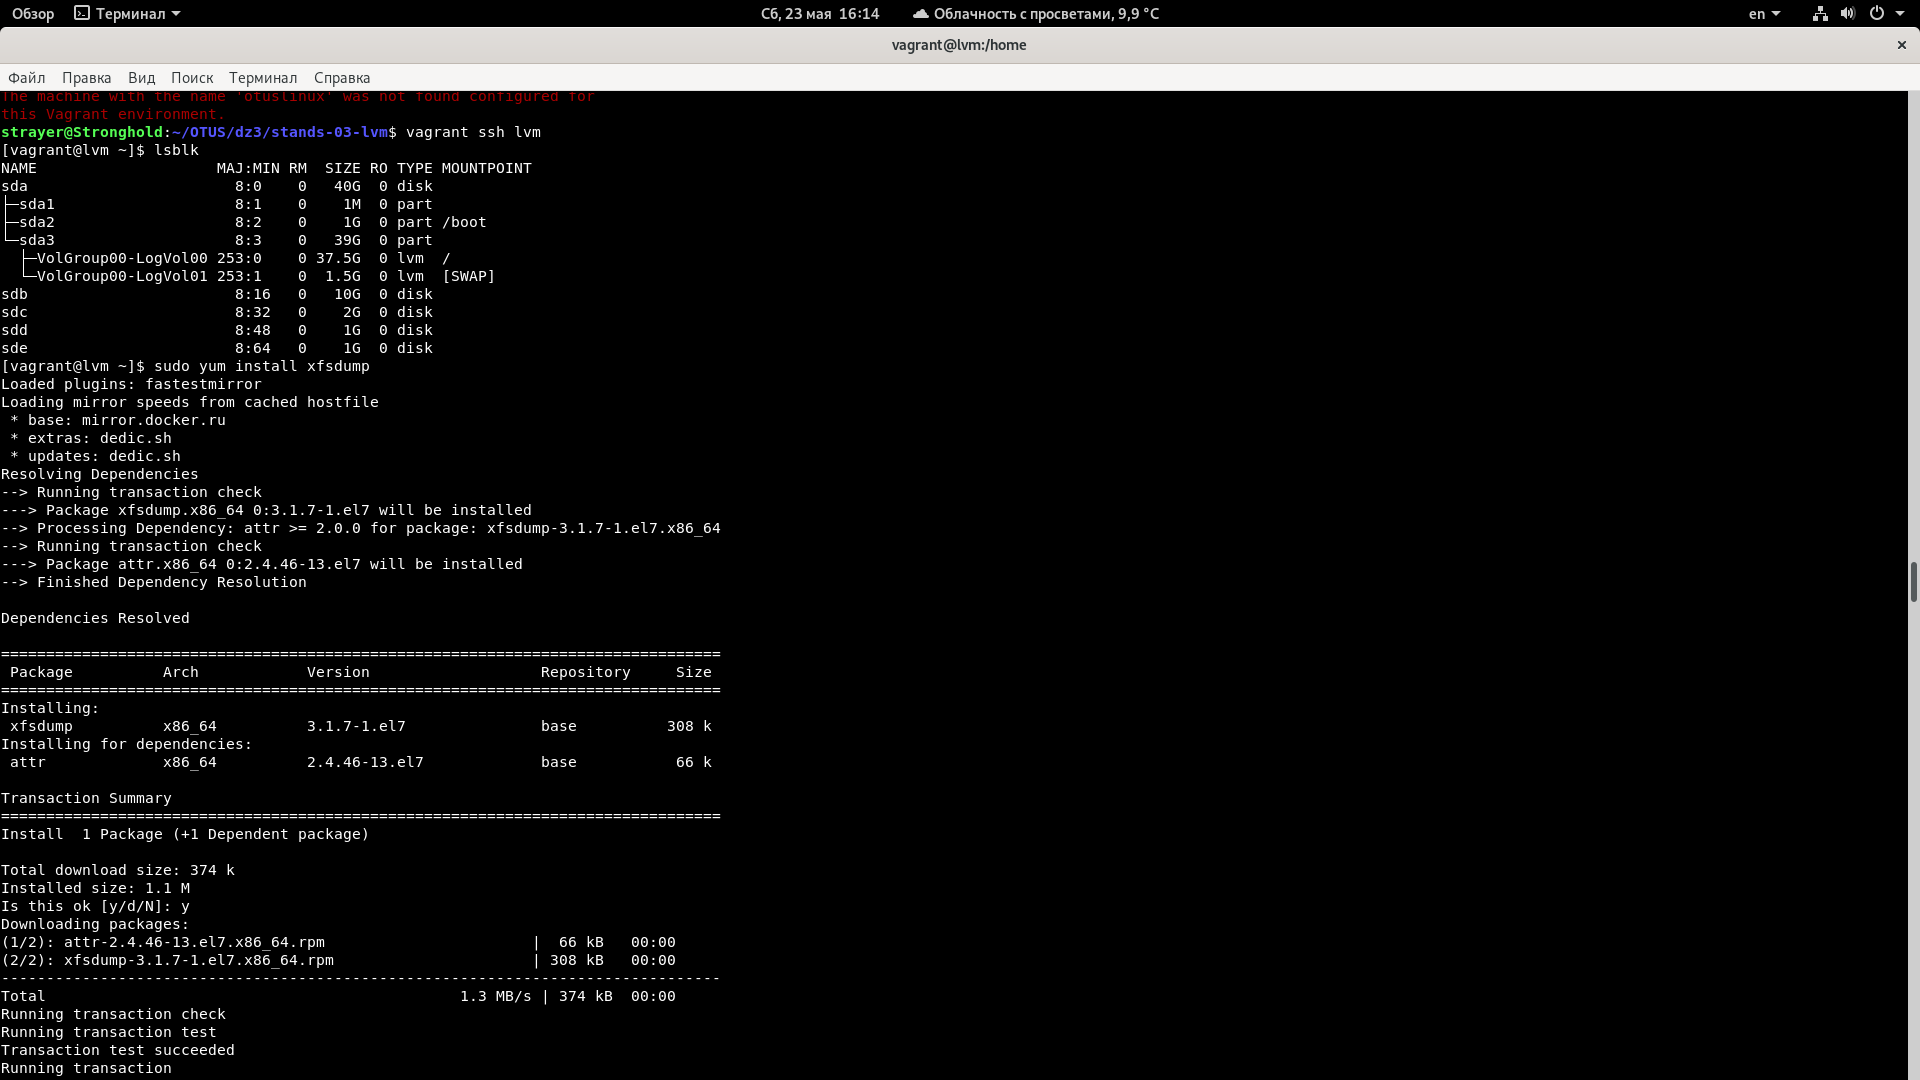 Обзор Терминал Сб, 23 мая 16:14 Облачность с просветами, 9,9 °C en
vagrant@lvm:/home
Файл Правка Вид Поиск Терминал Справка
The machine with the name 'otuslinux' was not found configured for
this Vagrant environment.
strayer@Stronghold:~/OTUS/dz3/stands-03-lvm$ vagrant ssh lvm
[vagrant@lvm ~]$ lsblk
NAME                    MAJ:MIN RM  SIZE RO TYPE MOUNTPOINT
sda                       8:0    0   40G  0 disk
├─sda1                    8:1    0    1M  0 part
├─sda2                    8:2    0    1G  0 part /boot
└─sda3                    8:3    0   39G  0 part
  ├─VolGroup00-LogVol00 253:0    0 37.5G  0 lvm  /
  └─VolGroup00-LogVol01 253:1    0  1.5G  0 lvm  [SWAP]
sdb                       8:16   0   10G  0 disk
sdc                       8:32   0    2G  0 disk
sdd                       8:48   0    1G  0 disk
sde                       8:64   0    1G  0 disk
[vagrant@lvm ~]$ sudo yum install xfsdump
Loaded plugins: fastestmirror
Loading mirror speeds from cached hostfile
 * base: mirror.docker.ru
 * extras: dedic.sh
 * updates: dedic.sh
Resolving Dependencies
--> Running transaction check
---> Package xfsdump.x86_64 0:3.1.7-1.el7 will be installed
--> Processing Dependency: attr >= 2.0.0 for package: xfsdump-3.1.7-1.el7.x86_64
--> Running transaction check
---> Package attr.x86_64 0:2.4.46-13.el7 will be installed
--> Finished Dependency Resolution
Dependencies Resolved
================================================================================
 Package          Arch            Version                   Repository     Size
================================================================================
Installing:
 xfsdump          x86_64          3.1.7-1.el7               base          308 k
Installing for dependencies:
 attr             x86_64          2.4.46-13.el7             base           66 k
Transaction Summary
================================================================================
Install  1 Package (+1 Dependent package)
Total download size: 374 k
Installed size: 1.1 M
Is this ok [y/d/N]: y
Downloading packages:
(1/2): attr-2.4.46-13.el7.x86_64.rpm                       |  66 kB   00:00
(2/2): xfsdump-3.1.7-1.el7.x86_64.rpm                      | 308 kB   00:00
--------------------------------------------------------------------------------
Total                                              1.3 MB/s | 374 kB  00:00
Running transaction check
Running transaction test
Transaction test succeeded
Running transaction